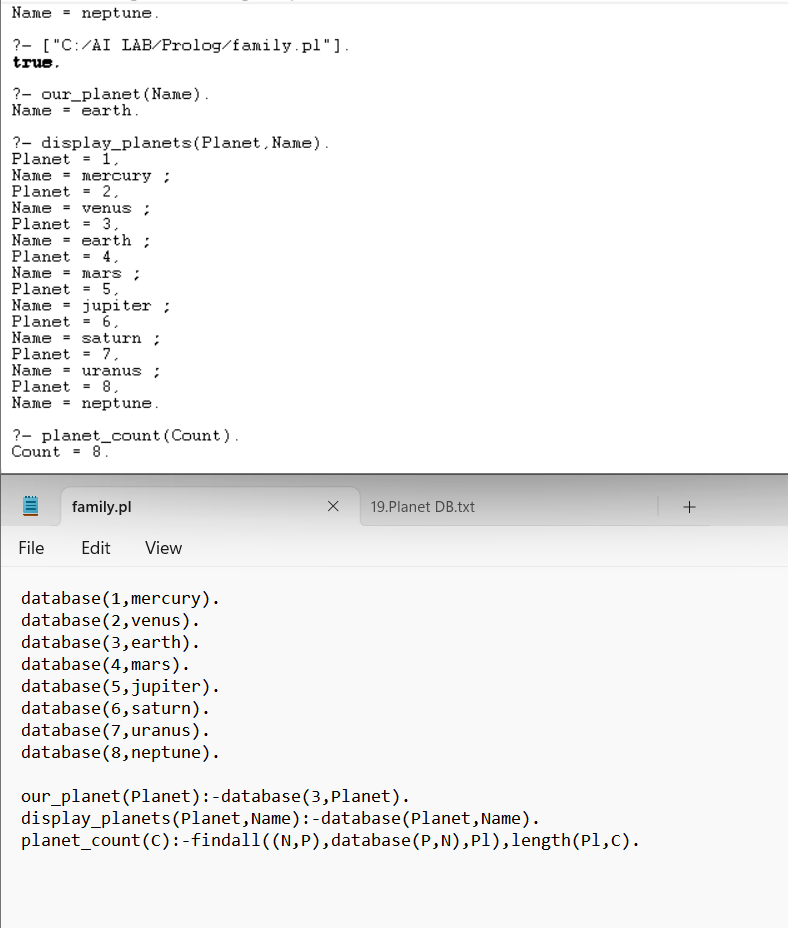 Name = neptune.
?- ["C:/AI LAB/Prolog/family.pl"].
true.
?- our_planet(Name).
Name = earth.
?- display_planets(Planet,Name).
Planet = 1,
Name = mercury ;
Planet = 2,
Name = venus ;
Planet = 3,
Name = earth ;
Planet = 4,
Name = mars ;
Planet = 5,
Name = jupiter ;
Planet = 6,
Name = saturn ;
Planet = 7,
Name = uranus ;
Planet = 8,
Name = neptune.
?- planet_count(Count).
Count = 8.
family.pl × 19.Planet DB.txt +
File Edit View
database(1,mercury).
database(2,venus).
database(3,earth).
database(4,mars).
database(5,jupiter).
database(6,saturn).
database(7,uranus).
database(8,neptune).
our_planet(Planet):-database(3,Planet).
display_planets(Planet,Name):-database(Planet,Name).
planet_count(C):-findall((N,P),database(P,N),Pl),length(Pl,C).